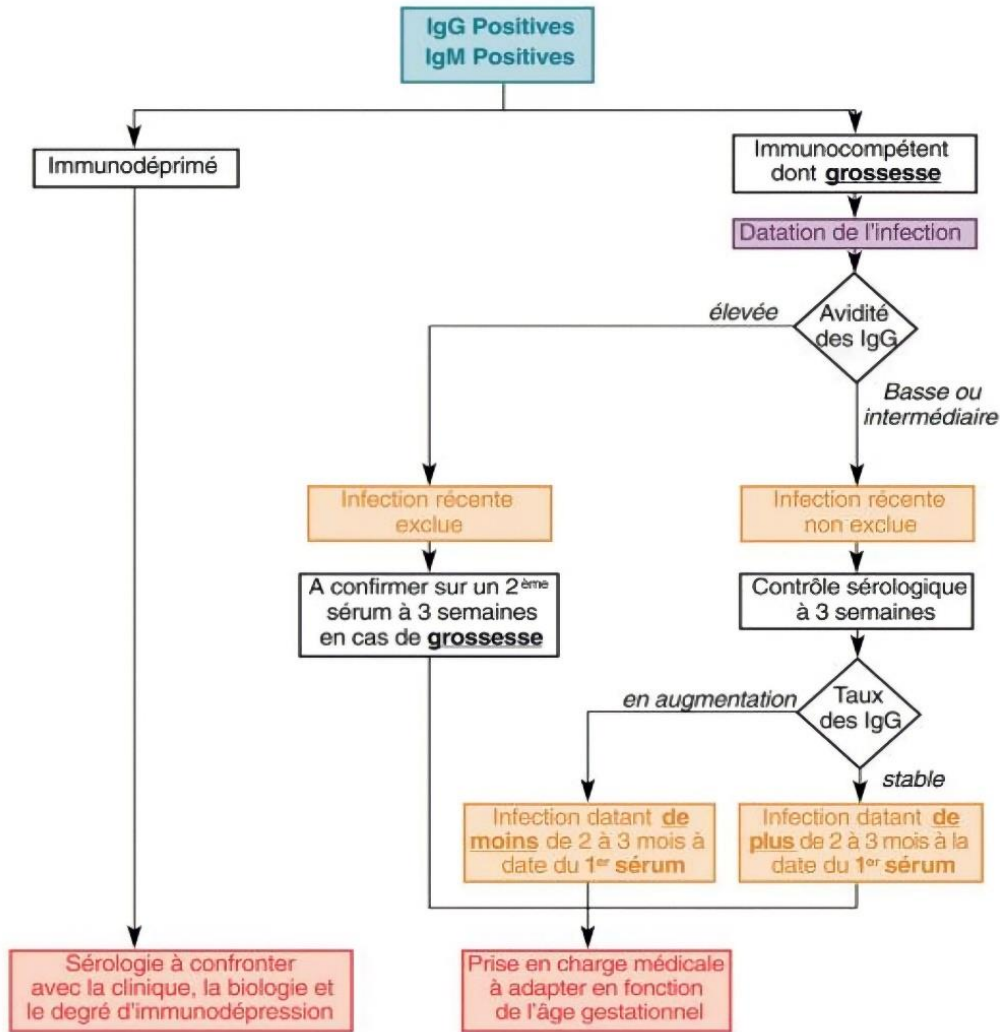 IgG Positives
IgM Positives
Immunodéprimé
Immunocompétent
dont grossesse
Datation de l'infection
élevée
Avidité
des IgG
Basse ou
intermédiaire
Infection récente
exclue
Infection récente
non exclue
A confirmer sur un 2ème
sérum à 3 semaines
en cas de grossesse
Contrôle sérologique
à 3 semaines
en augmentation
Taux
des IgG
stable
Infection datant de
moins de 2 à 3 mois à
date du 1er sérum
Infection datant de
plus de 2 à 3 mois à la
date du 1er sérum
Sérologie à confronter
avec la clinique, la biologie et
le degré d'immunodépression
Prise en charge médicale
à adapter en fonction
de l'âge gestationnel